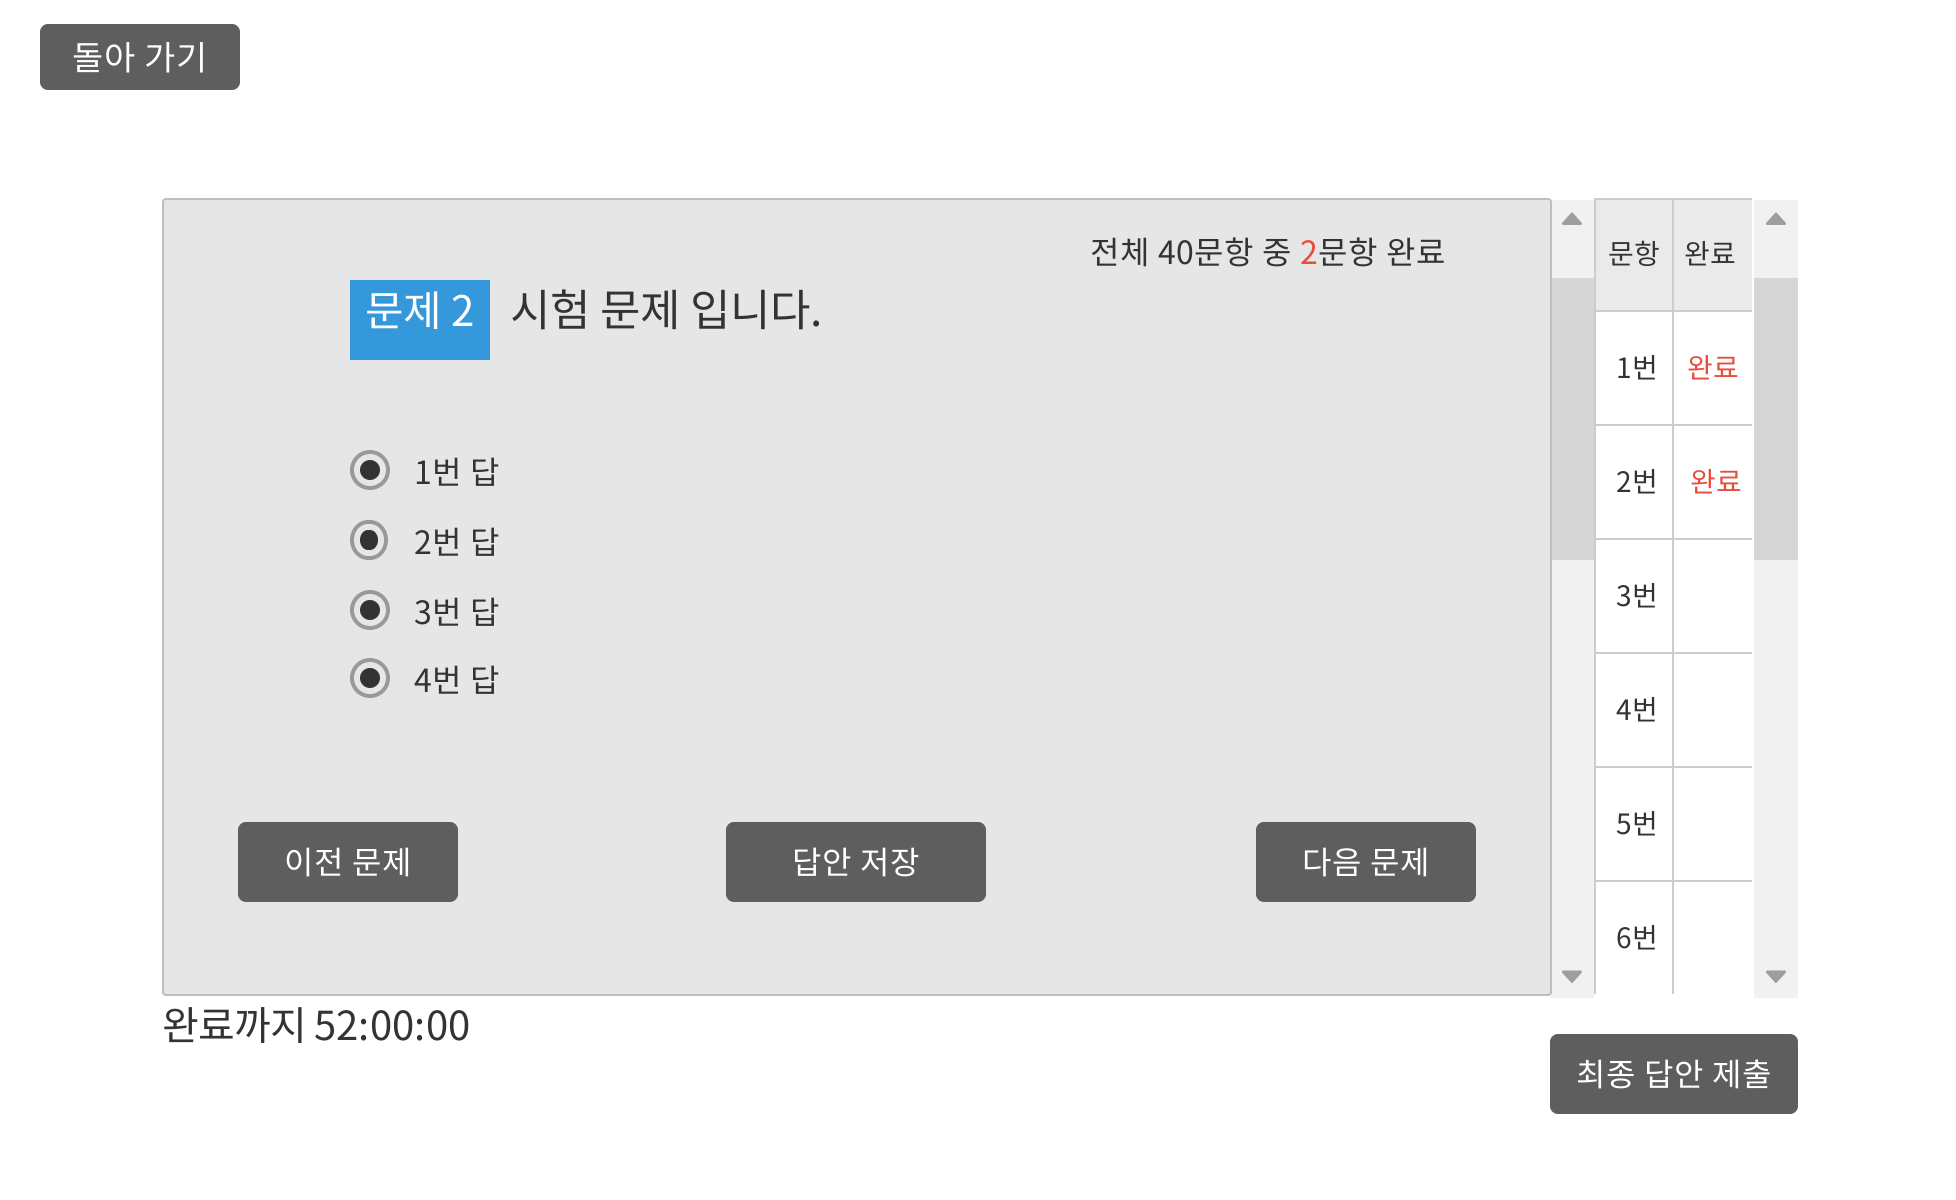 돌아 가기
전체 40문항 중 2문항 완료
문제 2 시험 문제 입니다.
1번 답
2번 답
3번 답
4번 답
이전 문제 답안 저장 다음 문제
문항 완료
1번 완료
2번 완료
3번
4번
5번
6번
완료까지 52:00:00
최종 답안 제출